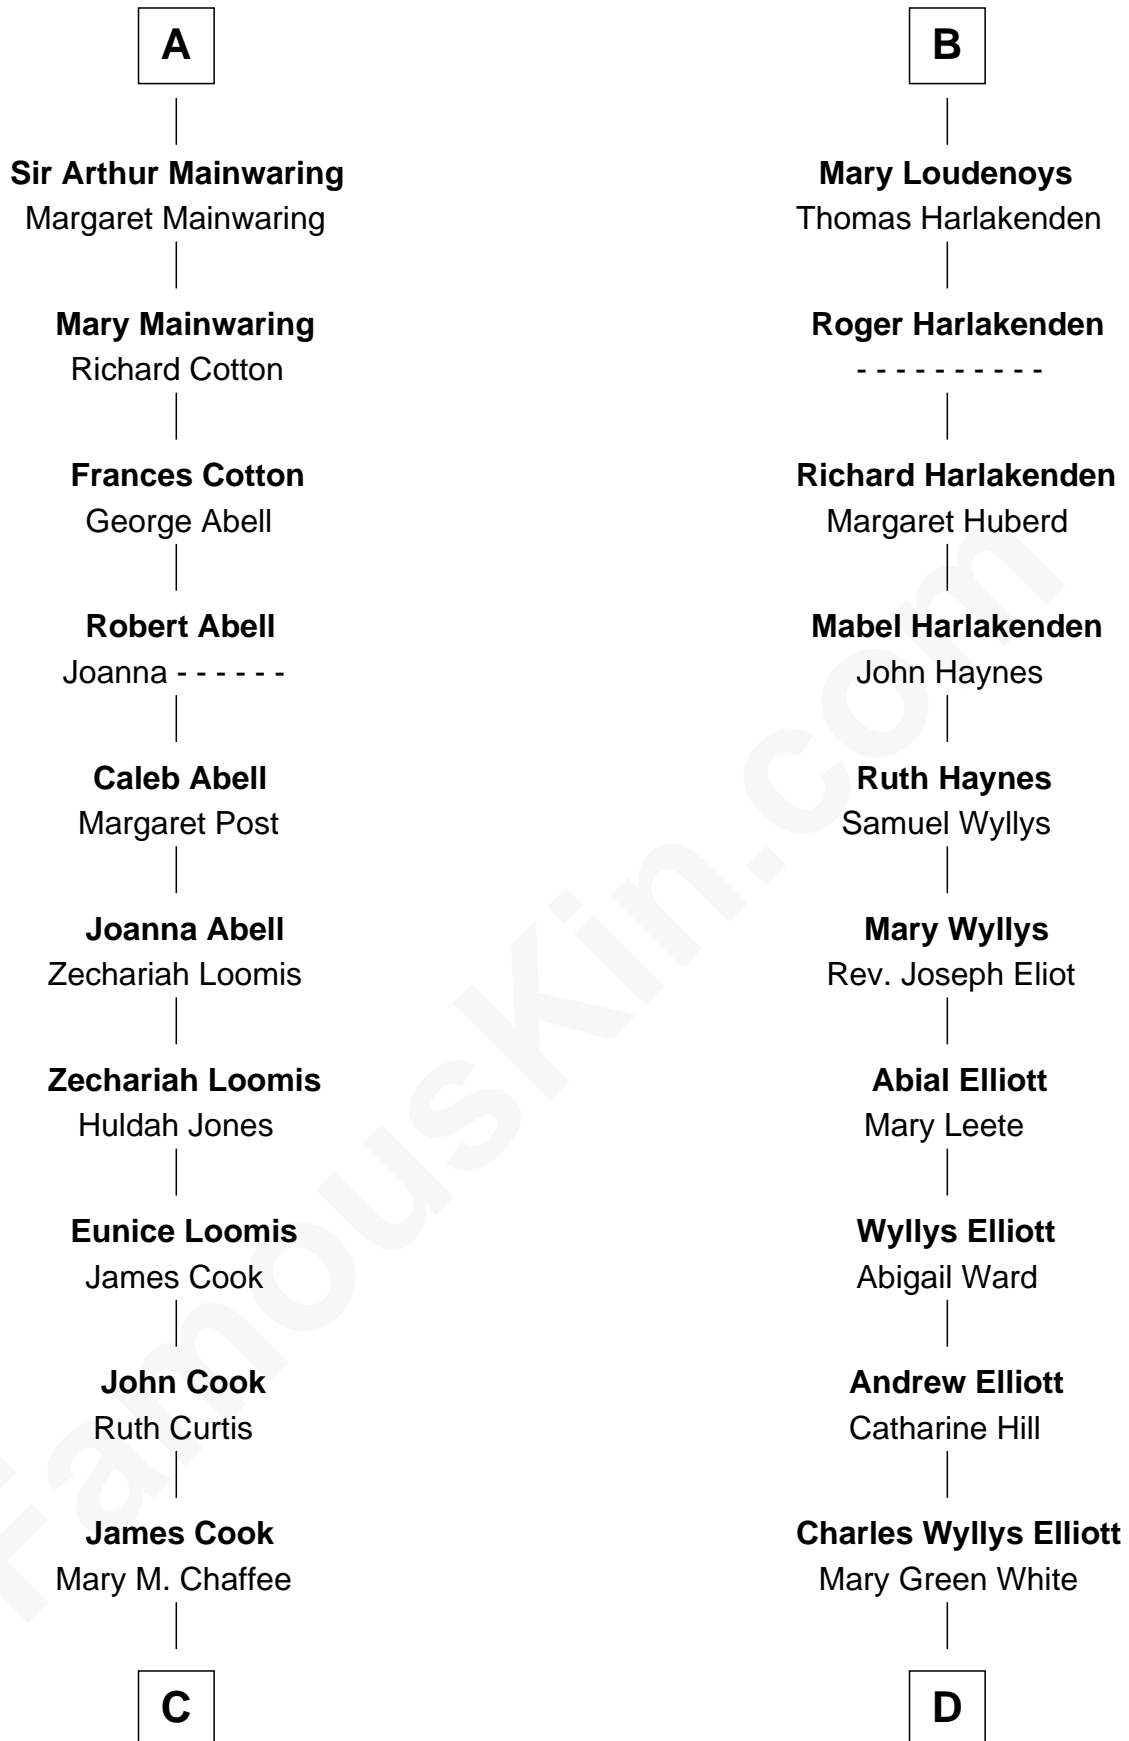 A
Sir Arthur Mainwaring
Margaret Mainwaring
Mary Mainwaring
Richard Cotton
Frances Cotton
George Abell
Robert Abell
Joanna - - - - - -
Caleb Abell
Margaret Post
Joanna Abell
Zechariah Loomis
Zechariah Loomis
Huldah Jones
Eunice Loomis
James Cook
John Cook
Ruth Curtis
James Cook
Mary M. Chaffee
C
B
Mary Loudenoys
Thomas Harlakenden
Roger Harlakenden
- - - - - - - - - -
Richard Harlakenden
Margaret Huberd
Mabel Harlakenden
John Haynes
Ruth Haynes
Samuel Wyllys
Mary Wyllys
Rev. Joseph Eliot
Abial Elliott
Mary Leete
Wyllys Elliott
Abigail Ward
Andrew Elliott
Catharine Hill
Charles Wyllys Elliott
Mary Green White
D
FamousKin.com